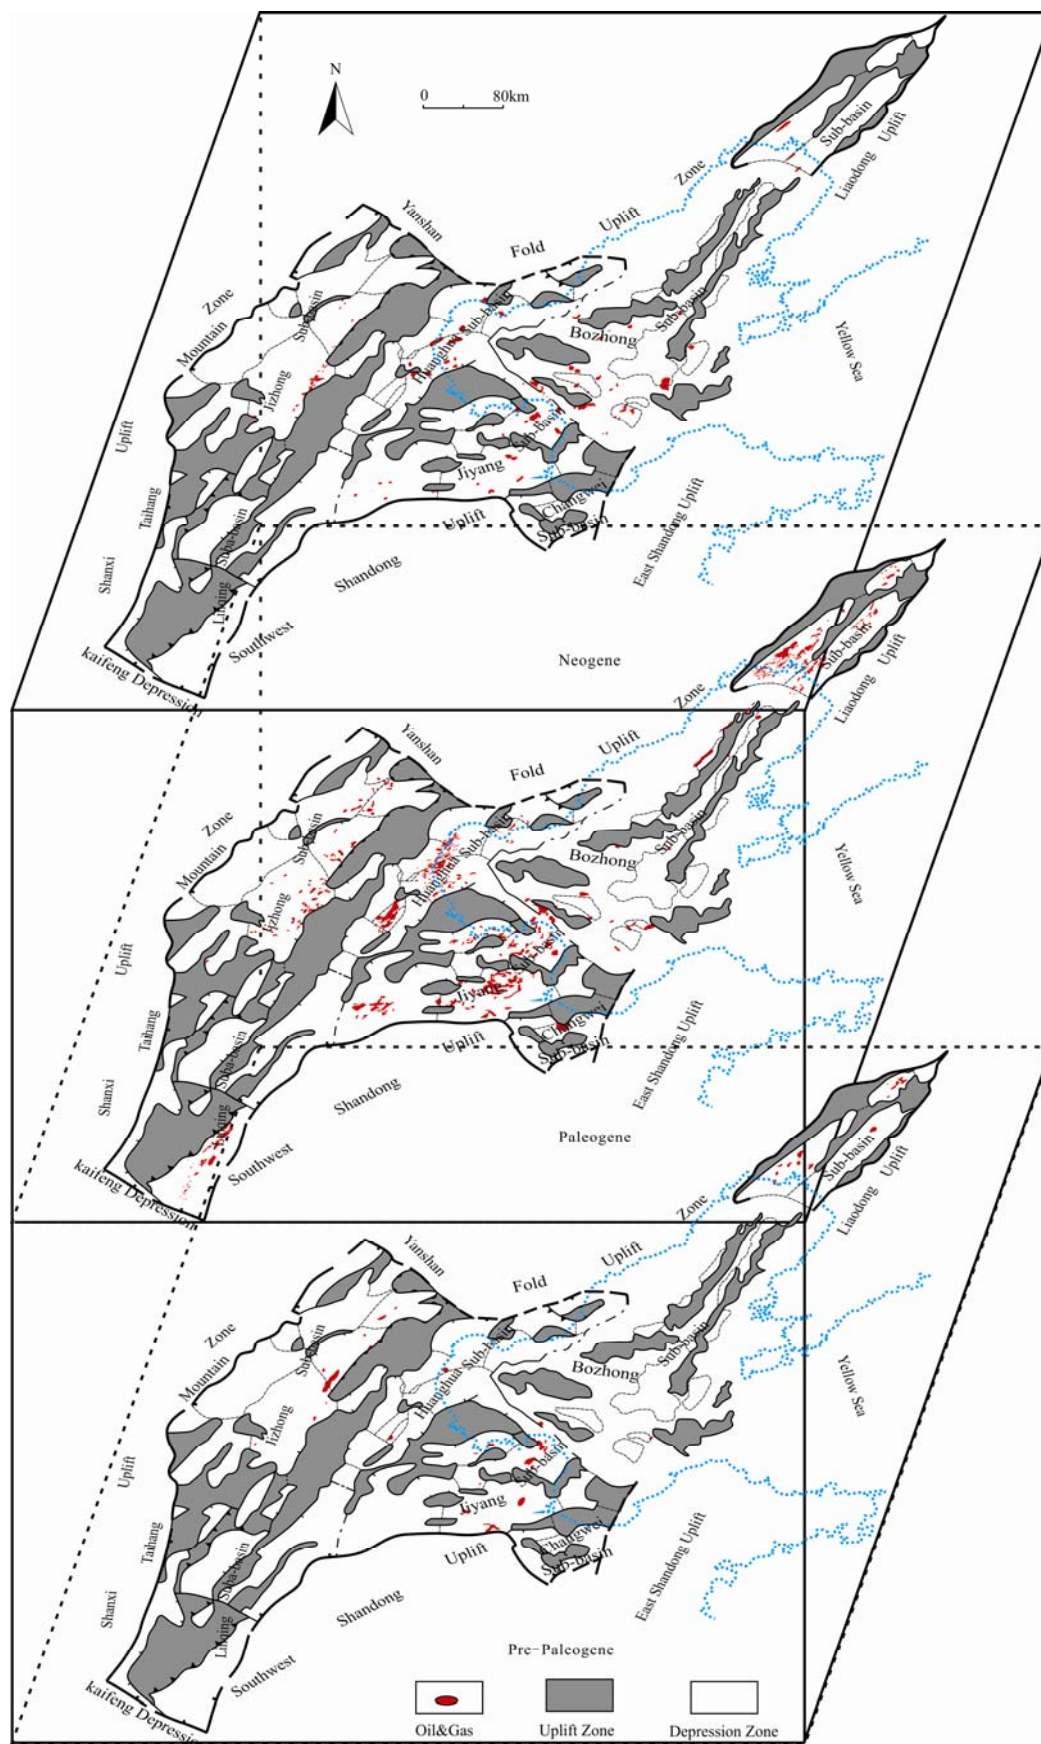 N
0 80km
Yanshan
Fold
Uplift
Zone
Sub-basin
Uplift
Liaodong
Zone
Mountain
Sub-basin
Jizhong
Huanghua Sub-basin
Bozhong
Sub-basin
Yellow Sea
Uplift
Taihang
Shanxi
Sub-basin
Jiyang
Changwei
Sub-basin
Uplift
East Shandong Uplift
Suba-basin
Linqing
Shandong
Southwest
kaifeng Depression
Neogene
Yanshan
Fold
Uplift
Zone
Sub-basin
Uplift
Liaodong
Zone
Mountain
Sub-basin
Jizhong
Huanghua Sub-basin
Bozhong
Sub-basin
Yellow Sea
Uplift
Taihang
Shanxi
Sub-basin
Jiyang
Changwei
Sub-basin
Uplift
East Shandong Uplift
Suba-basin
Linqing
Shandong
Southwest
kaifeng Depression
Paleogene
Yanshan
Fold
Uplift
Zone
Sub-basin
Uplift
Liaodong
Zone
Mountain
Sub-basin
Jizhong
Huanghua Sub-basin
Bozhong
Sub-basin
Yellow Sea
Uplift
Taihang
Shanxi
Sub-basin
Jiyang
Changwei
Sub-basin
Uplift
East Shandong Uplift
Suba-basin
Linqing
Shandong
Southwest
kaifeng Depression
Pre-Paleogene
Oil&Gas
Uplift Zone
Depression Zone